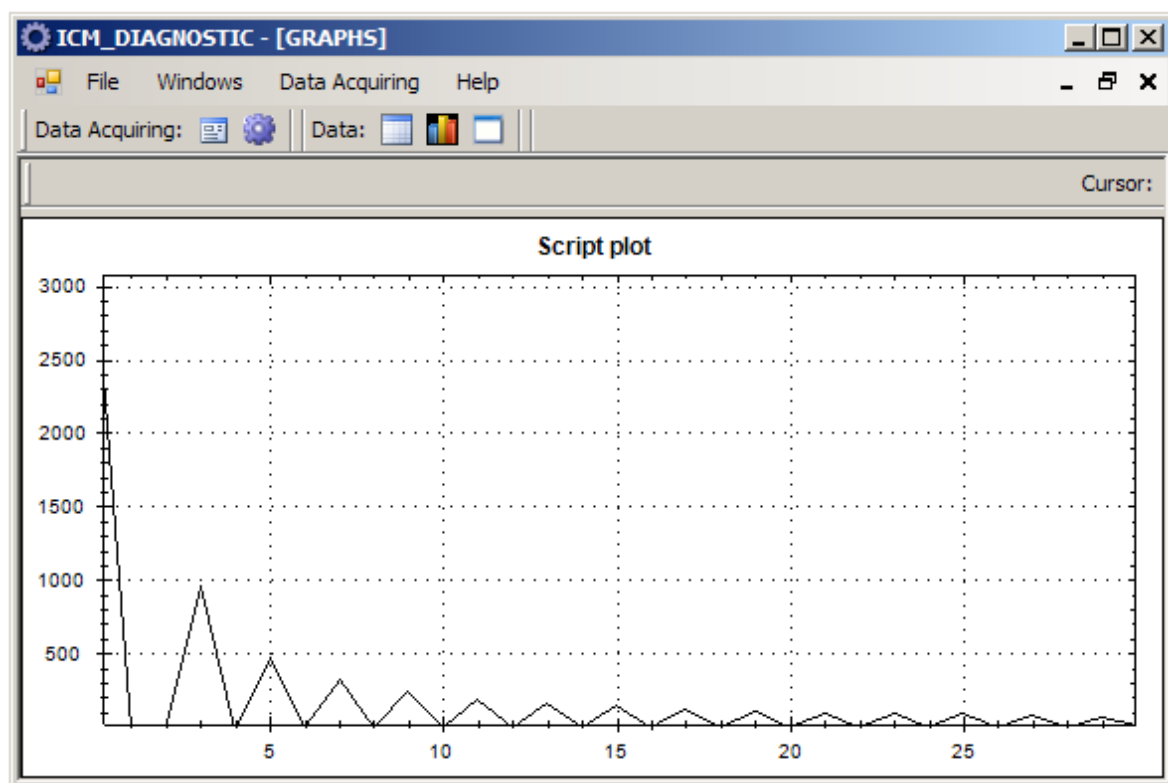 ICM_DIAGNOSTIC - [GRAPHS]
File Windows Data Acquiring Help
Data Acquiring: Data:
Cursor:
Script plot
3000
2500
2000
1500
1000
500
5 10 15 20 25